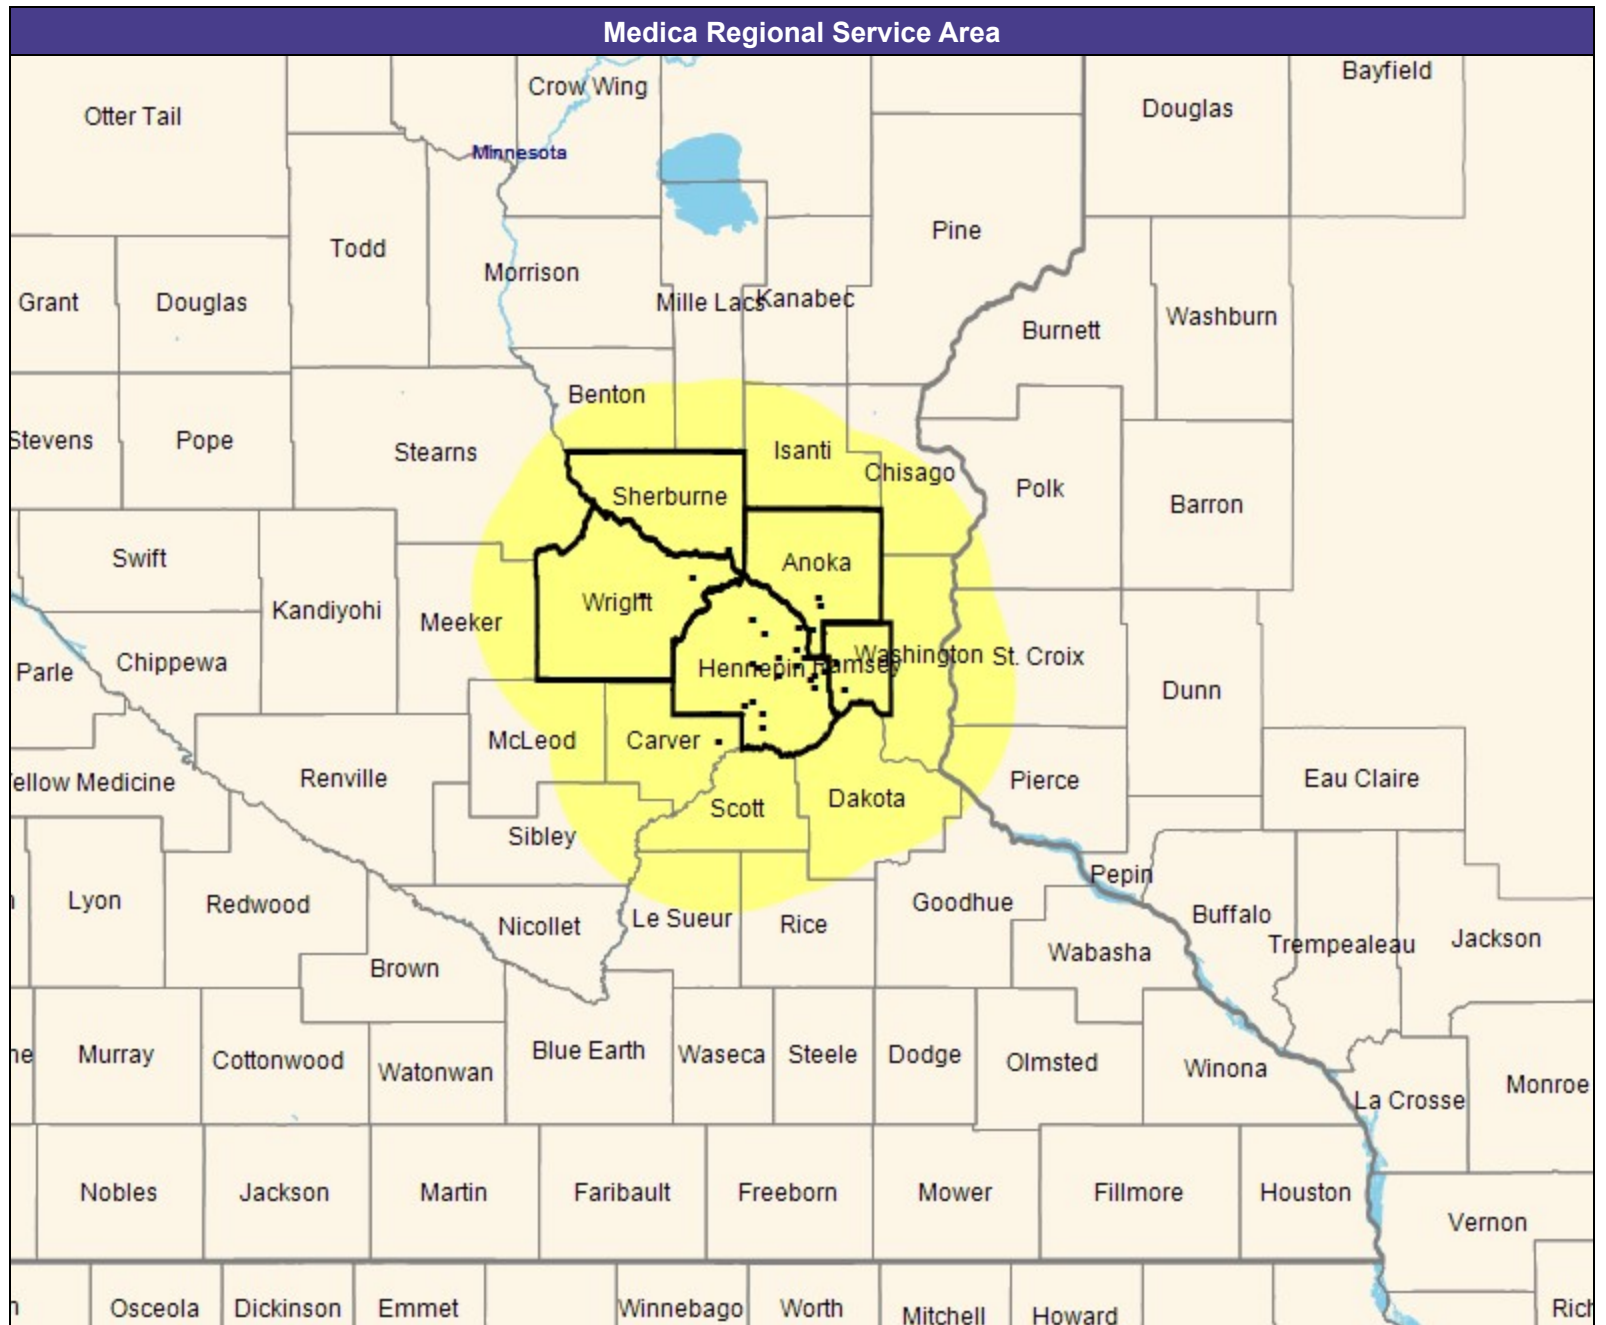 Medica Regional Service Area
Bayfield
Crow Wing
Douglas
Otter Tail
Minnesota
Pine
Todd
Morrison
Grant
Douglas
Mille Lacs
Kanabec
Washburn
Burnett
Benton
Stevens
Pope
Stearns
Isanti
Chisago
Polk
Barron
Sherburne
Swift
Anoka
Wright
Kandiyohi
Meeker
Washington
St. Croix
Chippewa
Parle
Hennepin
Ramsey
Dunn
McLeod
Carver
Renville
ellow Medicine
Pierce
Eau Claire
Scott
Dakota
Sibley
Pepin
Lyon
Redwood
Goodhue
Nicollet
Le Sueur
Rice
Buffalo
Trempealeau
Jackson
Wabasha
Brown
ne
Murray
Cottonwood
Watonwan
Blue Earth
Waseca
Steele
Dodge
Olmsted
Winona
La Crosse
Monroe
Nobles
Jackson
Martin
Faribault
Freeborn
Mower
Fillmore
Houston
Vernon
n
Osceola
Dickinson
Emmet
Winnebago
Worth
Mitchell
Howard
Rich